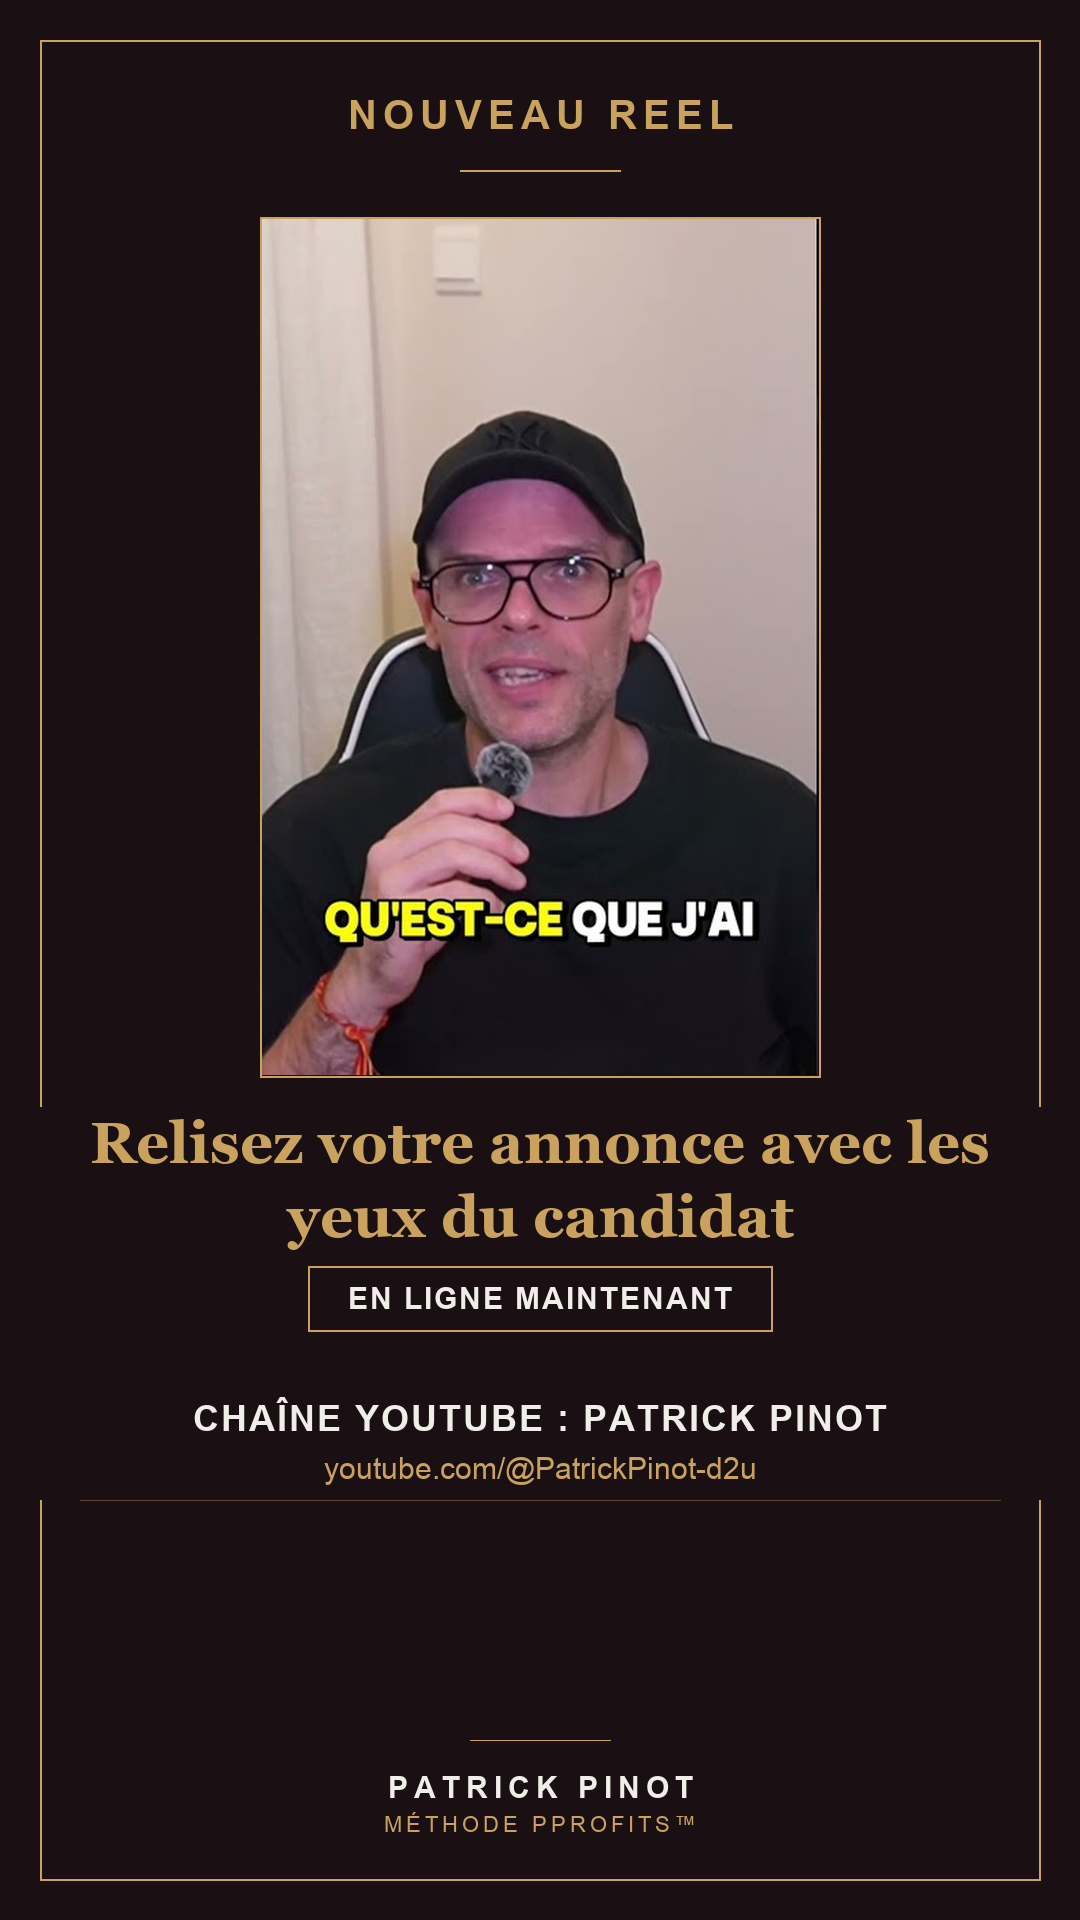 NOUVEAU REEL
QU'EST-CE QUE J'AI
Relisez votre annonce avec les
yeux du candidat
EN LIGNE MAINTENANT
CHAÎNE YOUTUBE : PATRICK PINOT
youtube.com/@PatrickPinot-d2u
PATRICK PINOT
MÉTHODE PPROFITS™